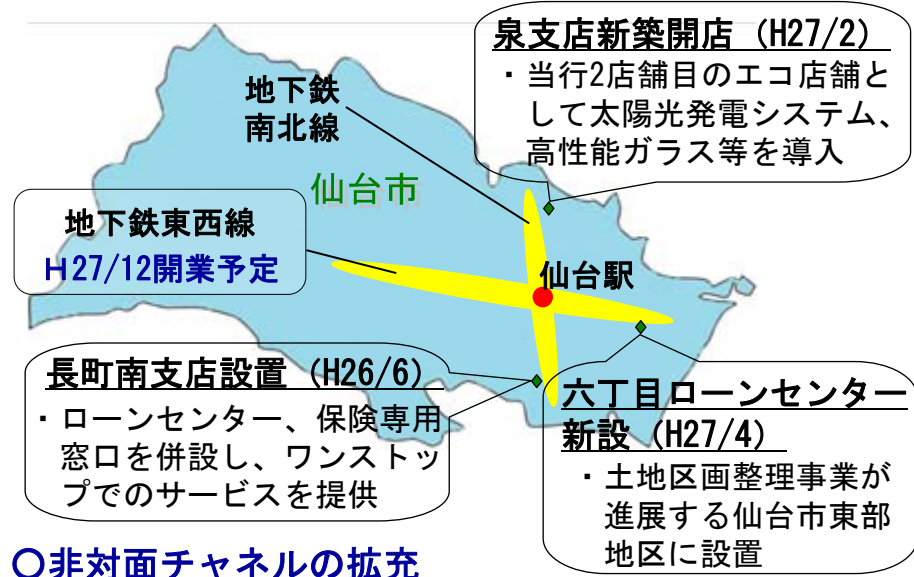 泉支店新築開店（H27/2）
・当行2店舗目のエコ店舗と
して太陽光発電システム、
高性能ガラス等を導入
地下鉄
南北線
仙台市
地下鉄東西線
H27/12開業予定
仙台駅
長町南支店設置（H26/6）
・ローンセンター、保険専用
窓口を併設し、ワンストッ
プでのサービスを提供
六丁目ローンセンター
新設（H27/4）
・土地区画整理事業が
進展する仙台市東部
地区に設置
〇非対面チャネルの拡充